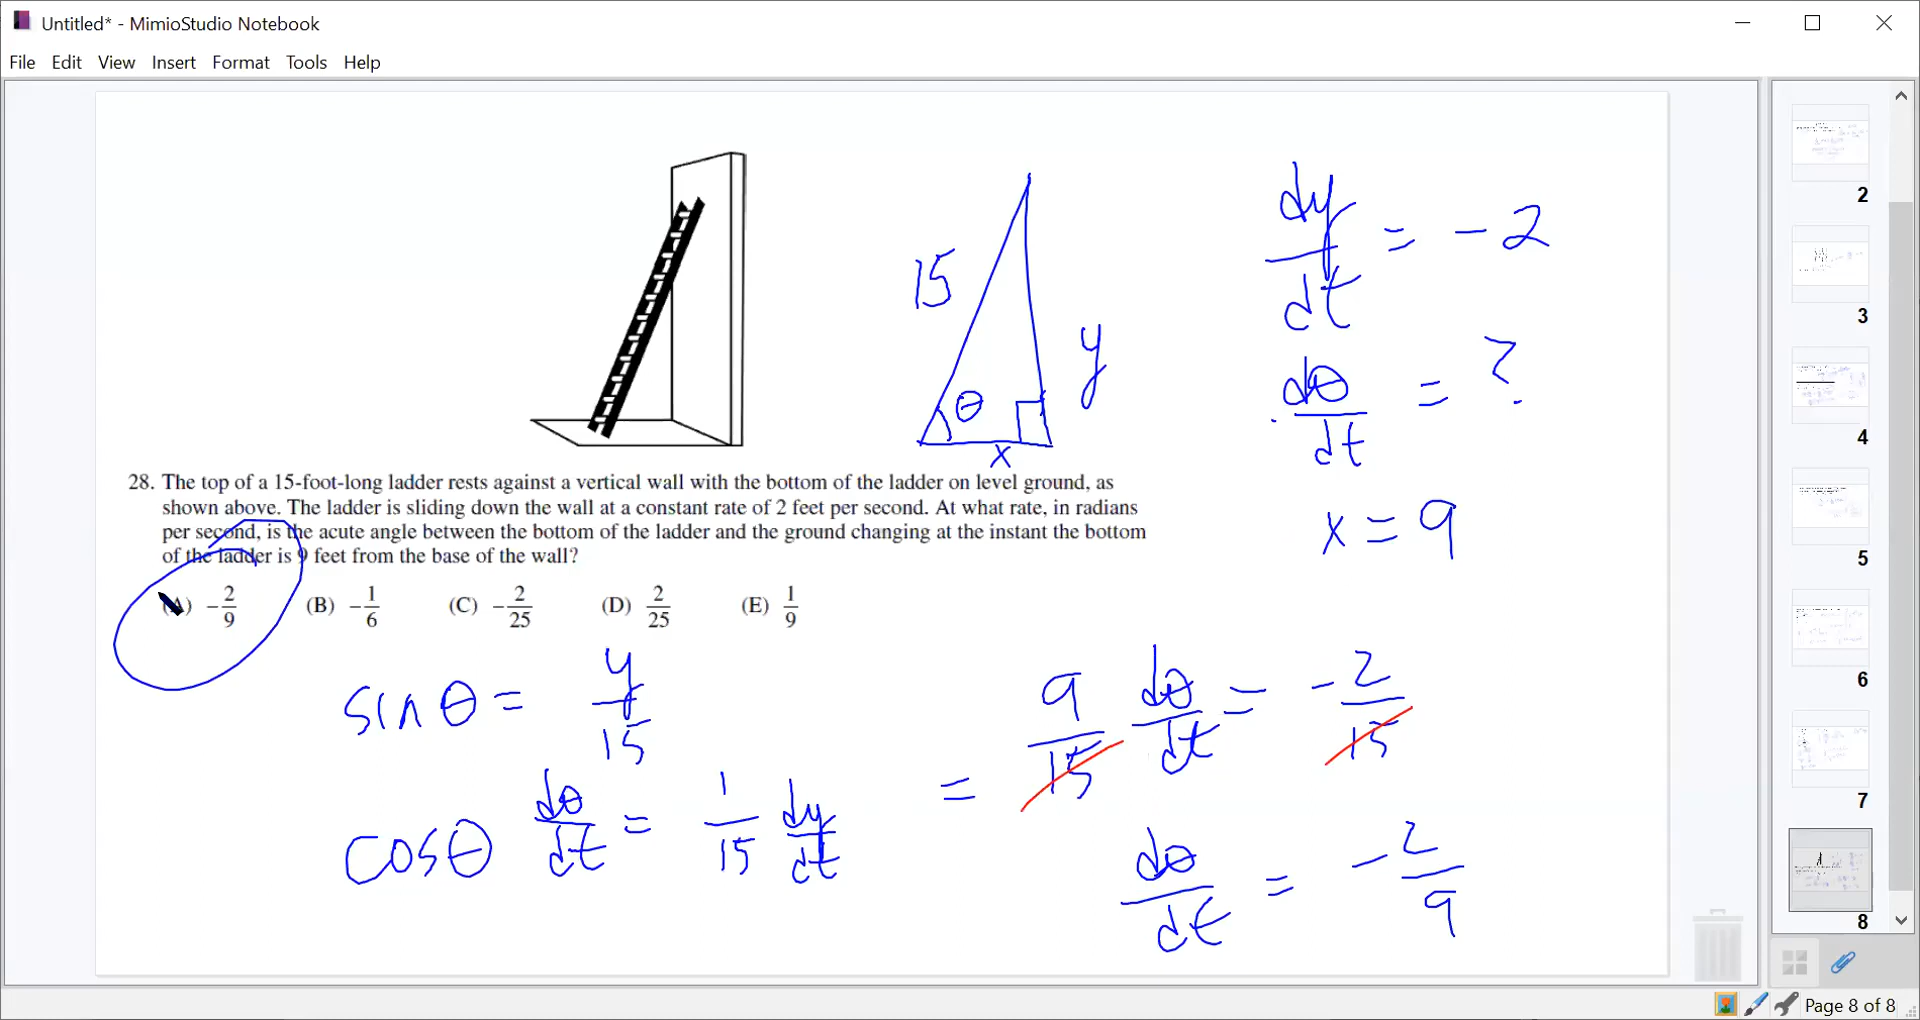 Untitled* - MimioStudio Notebook
File Edit View Insert Format Tools Help
15
θ
x
y
dy/dt = -2
dθ/dt = ?
x = 9
28. The top of a 15-foot-long ladder rests against a vertical wall with the bottom of the ladder on level ground, as
shown above. The ladder is sliding down the wall at a constant rate of 2 feet per second. At what rate, in radians
per second, is the acute angle between the bottom of the ladder and the ground changing at the instant the bottom
of the ladder is 9 feet from the base of the wall?
(A) -2/9 (B) -1/6 (C) -2/25 (D) 2/25 (E) 1/9
sin θ = y/15
cos θ dθ/dt = 1/15 dy/dt
= 9/15 dθ/dt = -2/15
dθ/dt = -2/9
2
3
4
5
6
7
8
Page 8 of 8